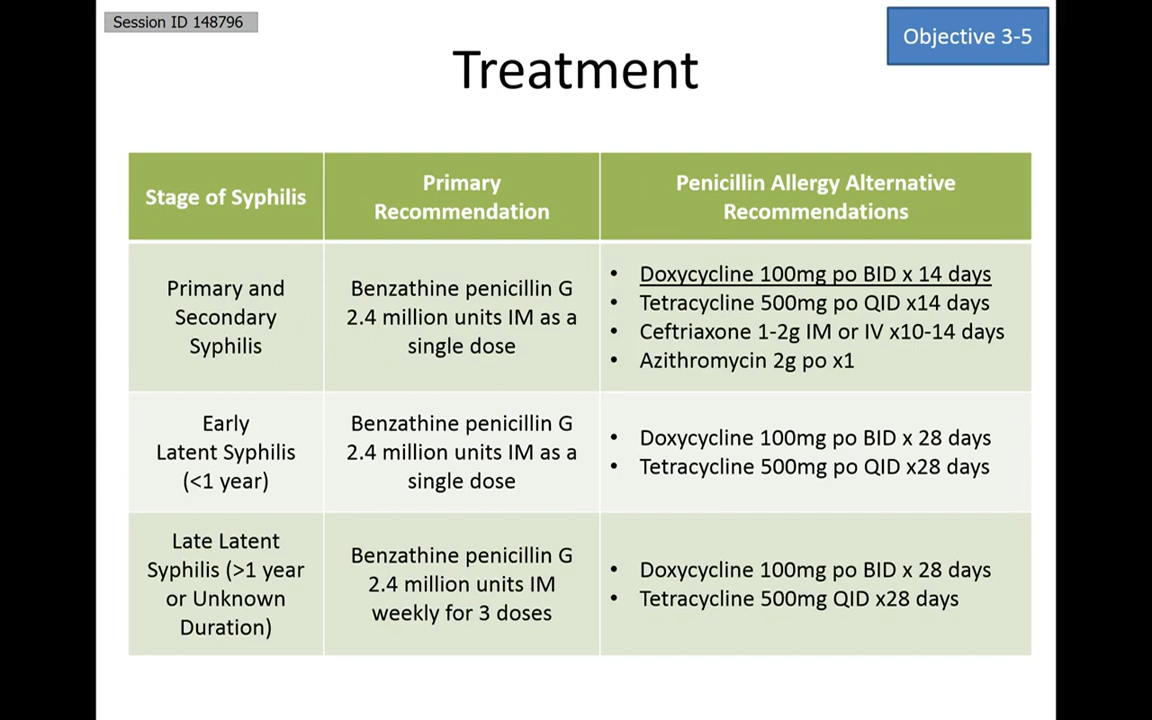 Session ID 148796
Objective 3-5
Treatment
Stage of Syphilis
Primary
Recommendation
Penicillin Allergy Alternative
Recommendations
Primary and
Secondary
Syphilis
Benzathine penicillin G
2.4 million units IM as a
single dose
• Doxycycline 100mg po BID x 14 days
• Tetracycline 500mg po QID x14 days
• Ceftriaxone 1-2g IM or IV x10-14 days
• Azithromycin 2g po x1
Early
Latent Syphilis
(<1 year)
Benzathine penicillin G
2.4 million units IM as a
single dose
• Doxycycline 100mg po BID x 28 days
• Tetracycline 500mg po QID x28 days
Late Latent
Syphilis (>1 year
or Unknown
Duration)
Benzathine penicillin G
2.4 million units IM
weekly for 3 doses
• Doxycycline 100mg po BID x 28 days
• Tetracycline 500mg QID x28 days